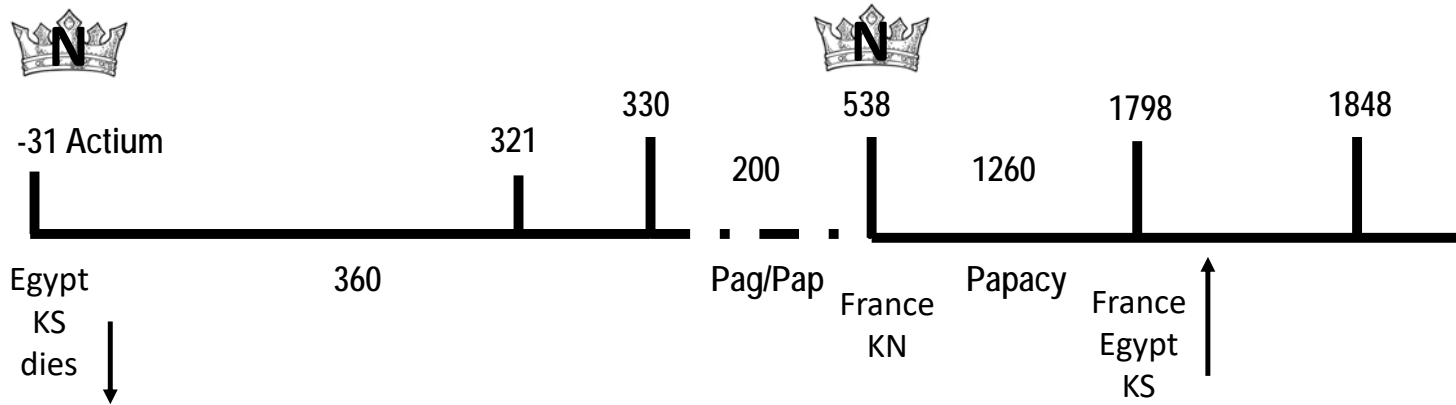 N
N
-31 Actium
321
330
200
538
1260
1798
1848
Egypt
KS
dies
360
Pag/Pap
France
KN
Papacy
France
Egypt
KS